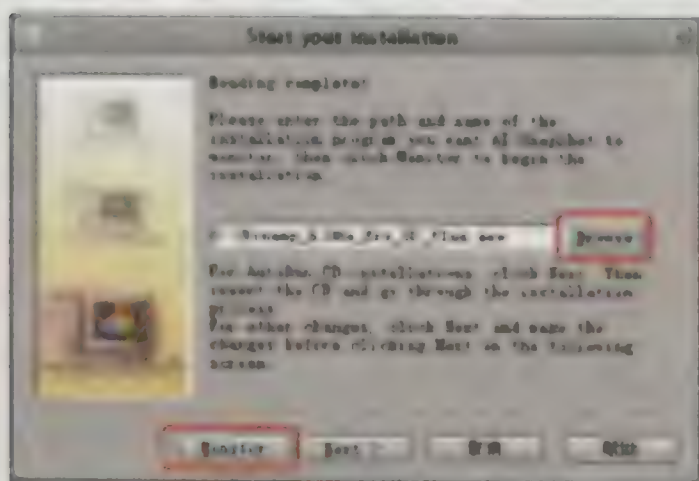 Start your installation
Reading complete!
Please enter the path and name of the
installation program you want AI Snapshot to
monitor, then click Monitor to begin the
installation
Browse
For AutoRun CD installations, click Next. Then
insert the CD and go through the installation
process
For other changes, click Next and make the
changes before clicking Next on the following
screen.
Monitor
Next >
取消